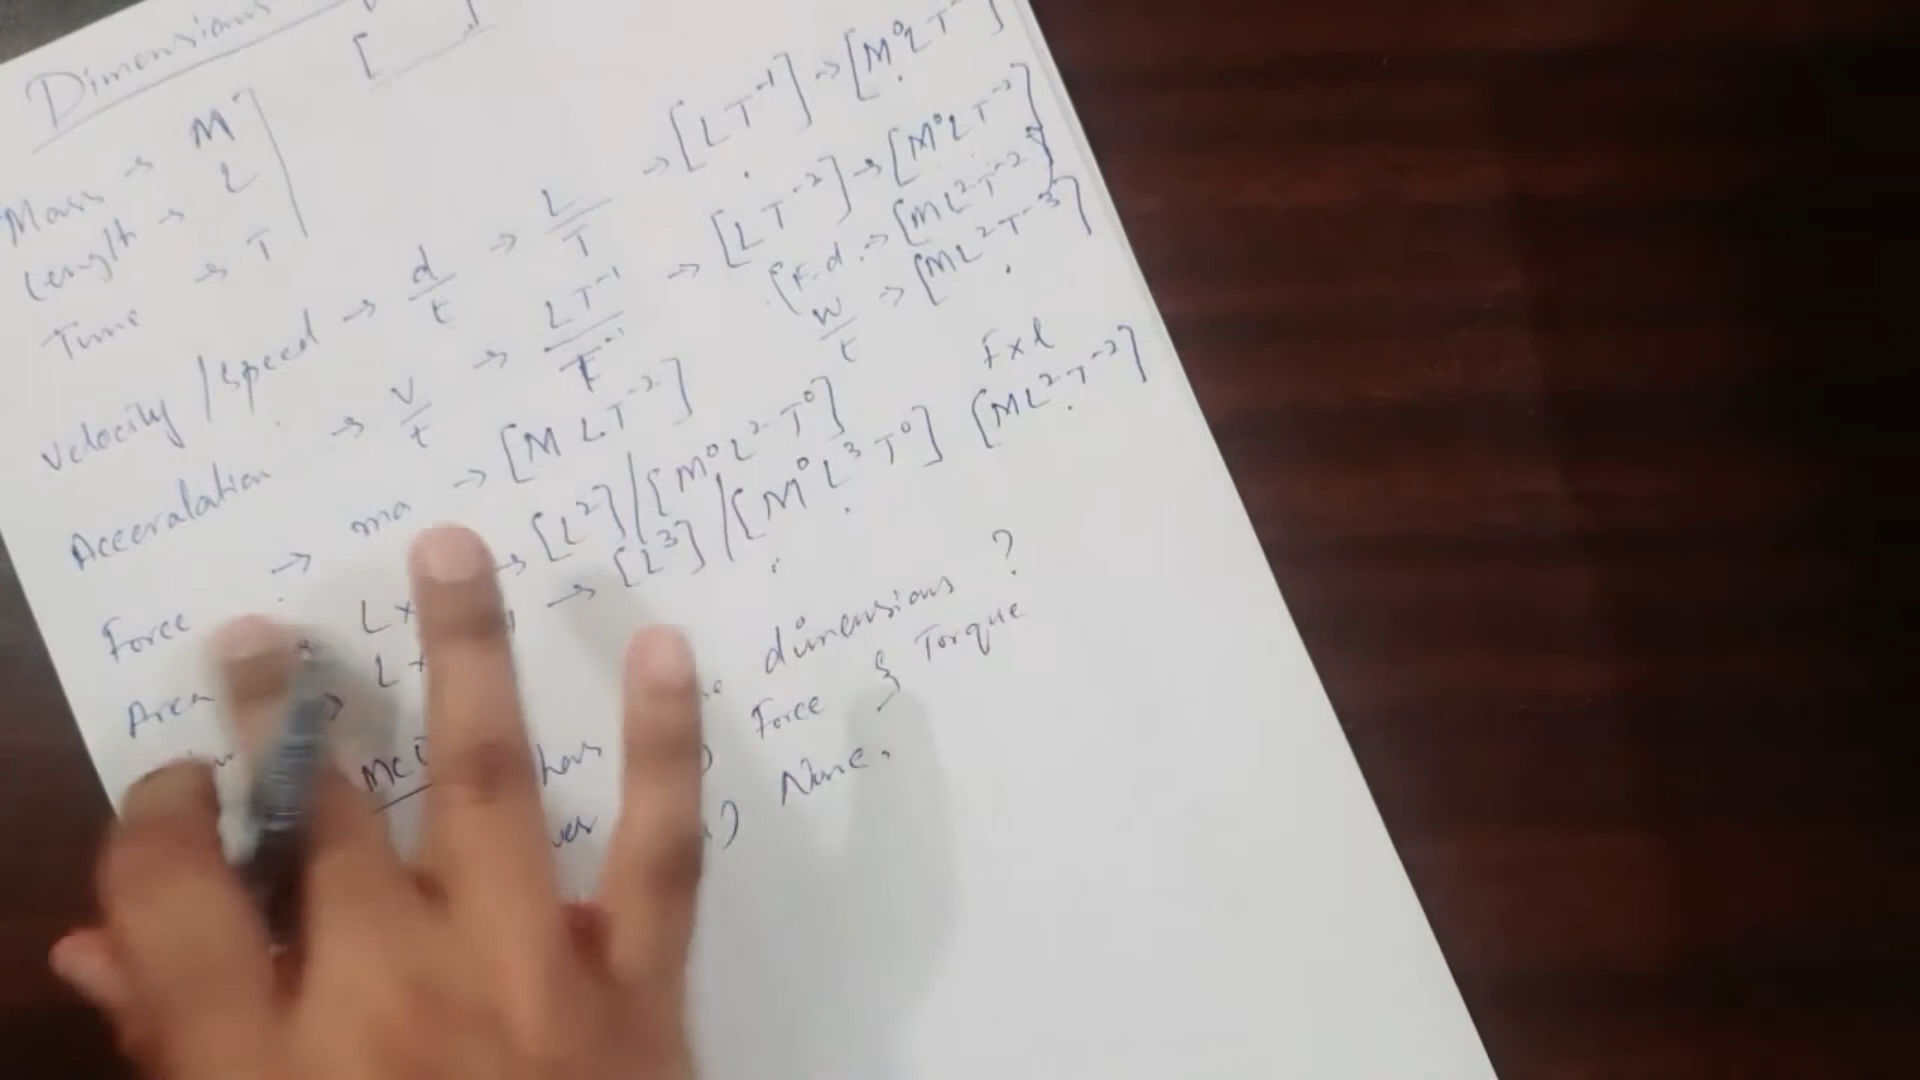 Dimensions
[ ]
Mass → M
Length → L
Time → T
Velocity / speed → d/t → L/T → [LT⁻¹] → [M⁰LT⁻
Acceralation → v/t → LT⁻¹/T → [LT⁻²] → [M⁰LT⁻²]
Force → ma → [MLT⁻²]
F.d → [ML²T⁻²]
w/t → [ML²T⁻³]
Area L × → [L²] / [M⁰L²T⁰]
L × → [L³] / [M⁰L³T⁰]
F×d
[ML²T⁻²]
has dimensions ?
Force & Torque
None.